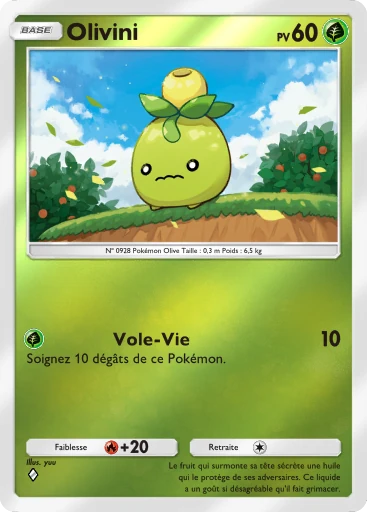 BASE Olivini PV 60
N° 0928 Pokémon Olive Taille : 0,3 m Poids : 6,5 kg
Vole-Vie 10
Soignez 10 dégâts de ce Pokémon.
Faiblesse +20 Retraite
Illus. yuu
Le fruit qui surmonte sa tête sécrète une huile
qui le protège de ses adversaires. Ce liquide
a un goût si désagréable qu'il fait grimacer.